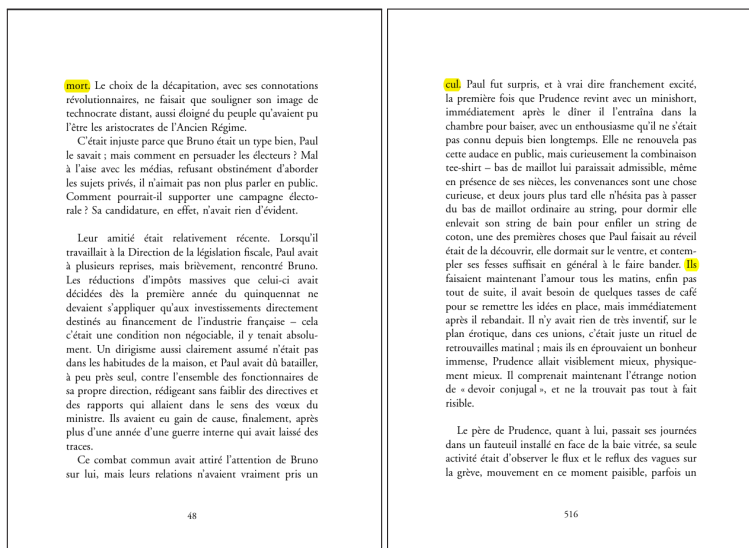 mort. Le choix de la décapitation, avec ses connotations
révolutionnaires, ne faisait que souligner son image de
technocrate distant, aussi éloigné du peuple qu'avaient pu
l'être les aristocrates de l'Ancien Régime.
C'était injuste parce que Bruno était un type bien, Paul
le savait ; mais comment en persuader les électeurs ? Mal
à l'aise avec les médias, refusant obstinément d'aborder
les sujets privés, il n'aimait pas non plus parler en public.
Comment pourrait-il supporter une campagne électo-
rale ? Sa candidature, en effet, n'avait rien d'évident.
Leur amitié était relativement récente. Lorsqu'il
travaillait à la Direction de la législation fiscale, Paul avait
à plusieurs reprises, mais brièvement, rencontré Bruno.
Les réductions d'impôts massives que celui-ci avait
décidées dès la première année du quinquennat ne
devaient s'appliquer qu'aux investissements directement
destinés au financement de l'industrie française – cela
c'était une condition non négociable, il y tenait absolu-
ment. Un dirigisme aussi clairement assumé n'était pas
dans les habitudes de la maison, et Paul avait dû batailler,
à peu près seul, contre l'ensemble des fonctionnaires de
sa propre direction, rédigeant sans faiblir des directives et
des rapports qui allaient dans le sens des vœux du
ministre. Ils avaient eu gain de cause, finalement, après
plus d'une année d'une guerre interne qui avait laissé des
traces.
Ce combat commun avait attiré l'attention de Bruno
sur lui, mais leurs relations n'avaient vraiment pris un
48
cul. Paul fut surpris, et à vrai dire franchement excité,
la première fois que Prudence revint avec un minishort,
immédiatement après le dîner il l'entraîna dans la
chambre pour baiser, avec un enthousiasme qu'il ne s'était
pas connu depuis bien longtemps. Elle ne renouvela pas
cette audace en public, mais curieusement la combinaison
tee-shirt – bas de maillot lui paraissait admissible, même
en présence de ses nièces, les convenances sont une chose
curieuse, et deux jours plus tard elle n'hésita pas à passer
du bas de maillot ordinaire au string, pour dormir elle
enlevait son string de bain pour enfiler un string de
coton, une des premières choses que Paul faisait au réveil
était de la découvrir, elle dormait sur le ventre, et contem-
pler ses fesses suffisait en général à le faire bander. Ils
faisaient maintenant l'amour tous les matins, enfin pas
tout de suite, il avait besoin de quelques tasses de café
pour se remettre les idées en place, mais immédiatement
après il rebandait. Il n'y avait rien de très inventif, sur le
plan érotique, dans ces unions, c'était juste un rituel de
retrouvailles matinal ; mais ils en éprouvaient un bonheur
immense, Prudence allait visiblement mieux, physique-
ment mieux. Il comprenait maintenant l'étrange notion
de « devoir conjugal », et ne la trouvait pas tout à fait
risible.
Le père de Prudence, quant à lui, passait ses journées
dans un fauteuil installé en face de la baie vitrée, sa seule
activité était d'observer le flux et le reflux des vagues sur
la grève, mouvement en ce moment paisible, parfois un
516